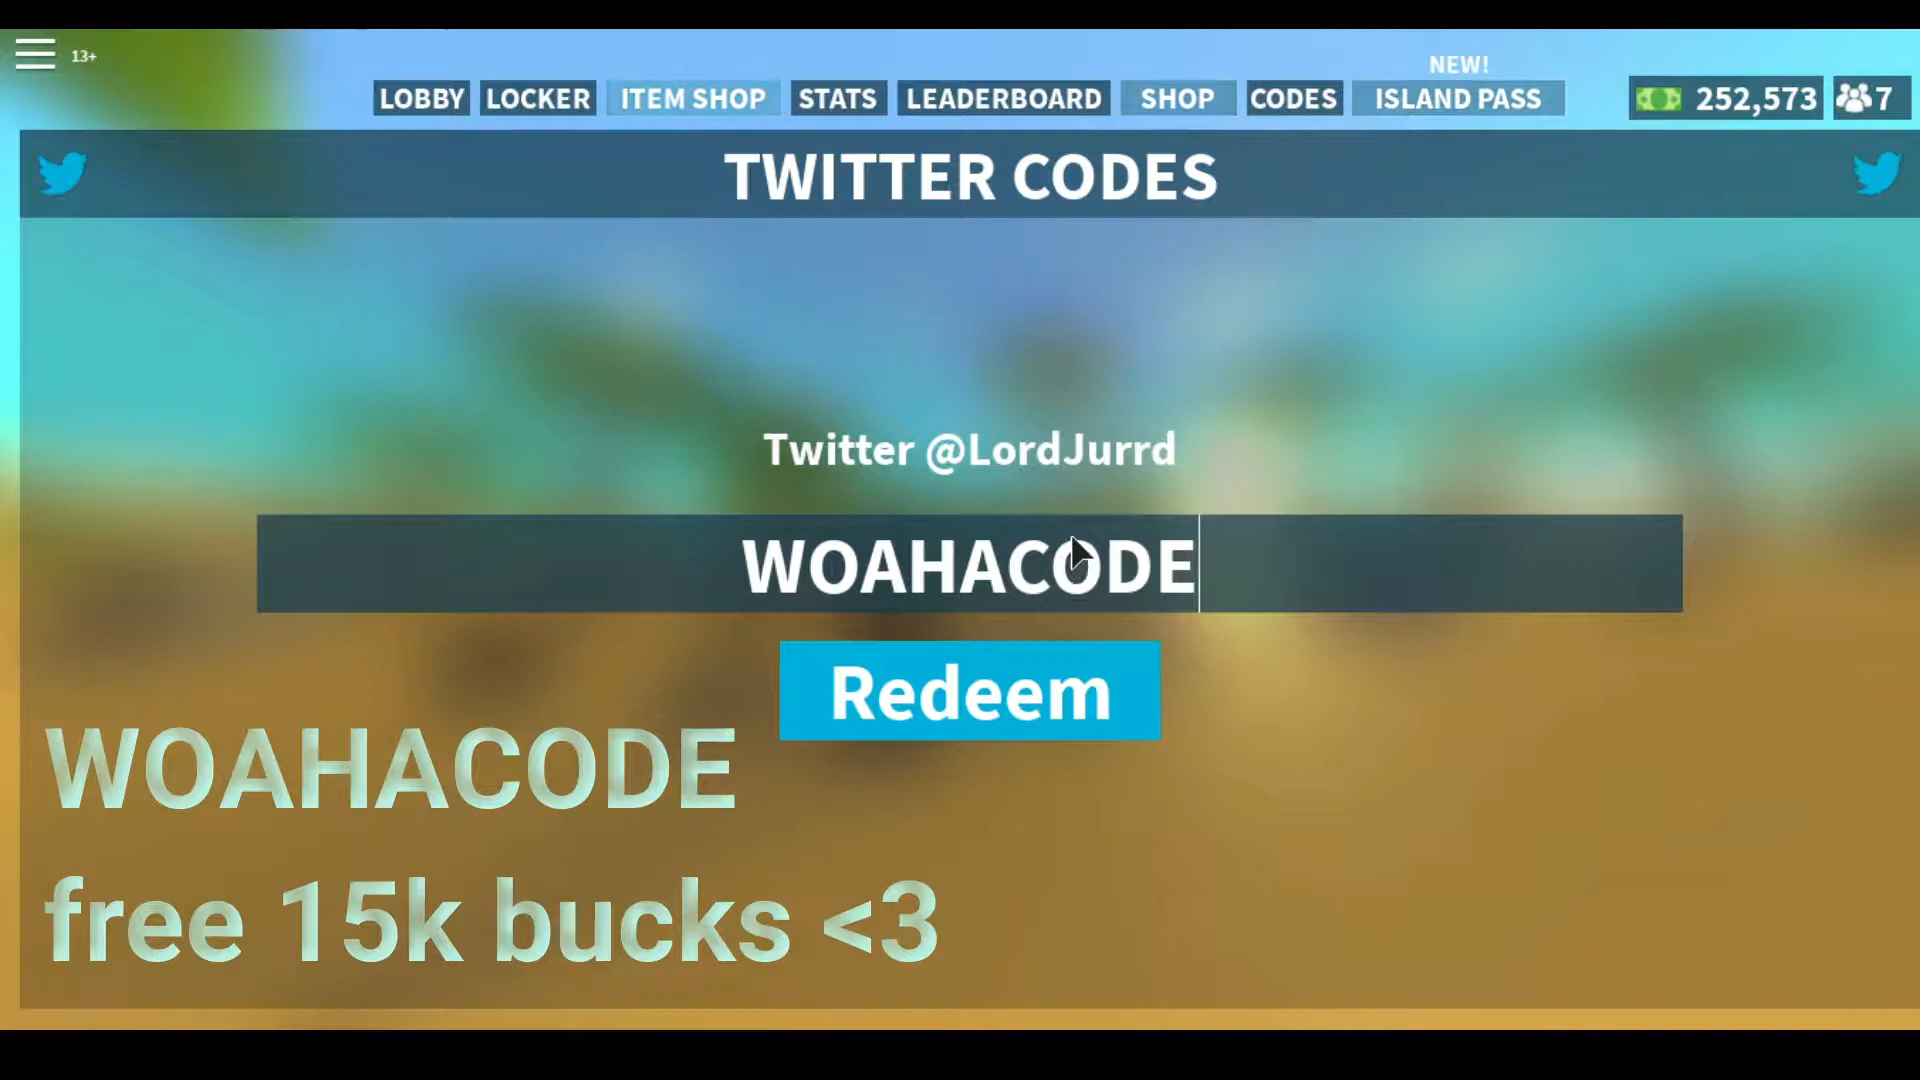 13+
NEW!
LOBBY LOCKER ITEM SHOP STATS LEADERBOARD SHOP CODES ISLAND PASS 252,573 7
TWITTER CODES
Twitter @LordJurrd
WOAHACODE
Redeem
WOAHACODE
free 15k bucks <3